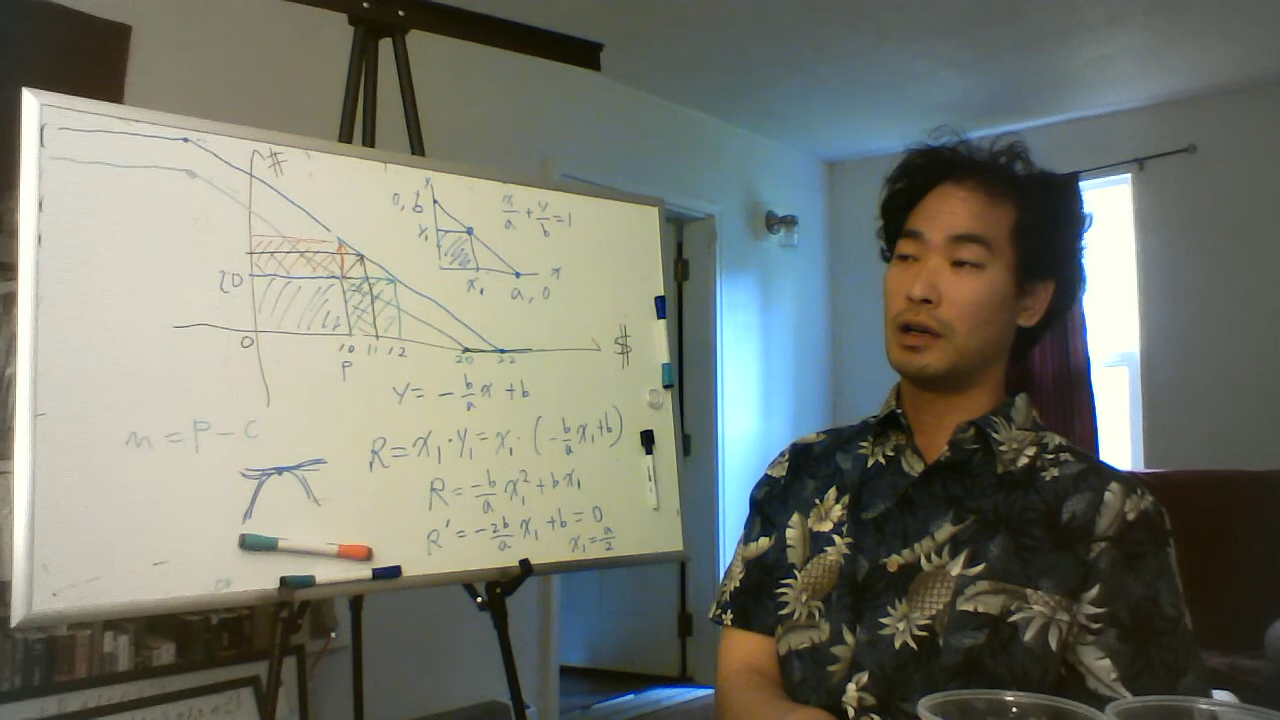 #
0, b
y
x/a + y/b = 1
y₁
x
x₁
a, 0
20
0
10
11
12
20
22
$
P
y = -b/a x + b
n = P - C
R = x₁ · y₁ = x₁ · (-b/a x₁ + b)
R = -b/a x₁² + b x₁
R' = -2b/a x₁ + b = 0
x₁ = a/2